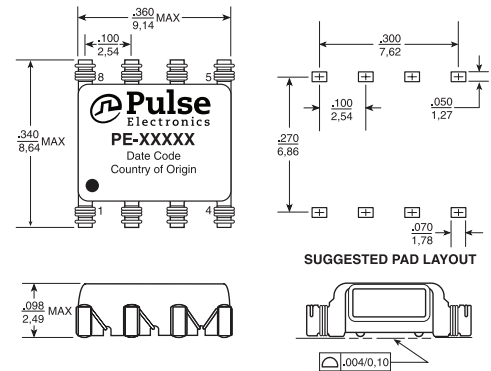 .360
9,14
MAX
.100
2,54
8
5
.340
8,64
MAX
Pulse
Electronics
PE-XXXXX
Date Code
Country of Origin
1
4
.300
7,62
.100
2,54
.050
1,27
.270
6,86
.070
1,78
SUGGESTED PAD LAYOUT
.098
2,49
MAX
.004/0,10